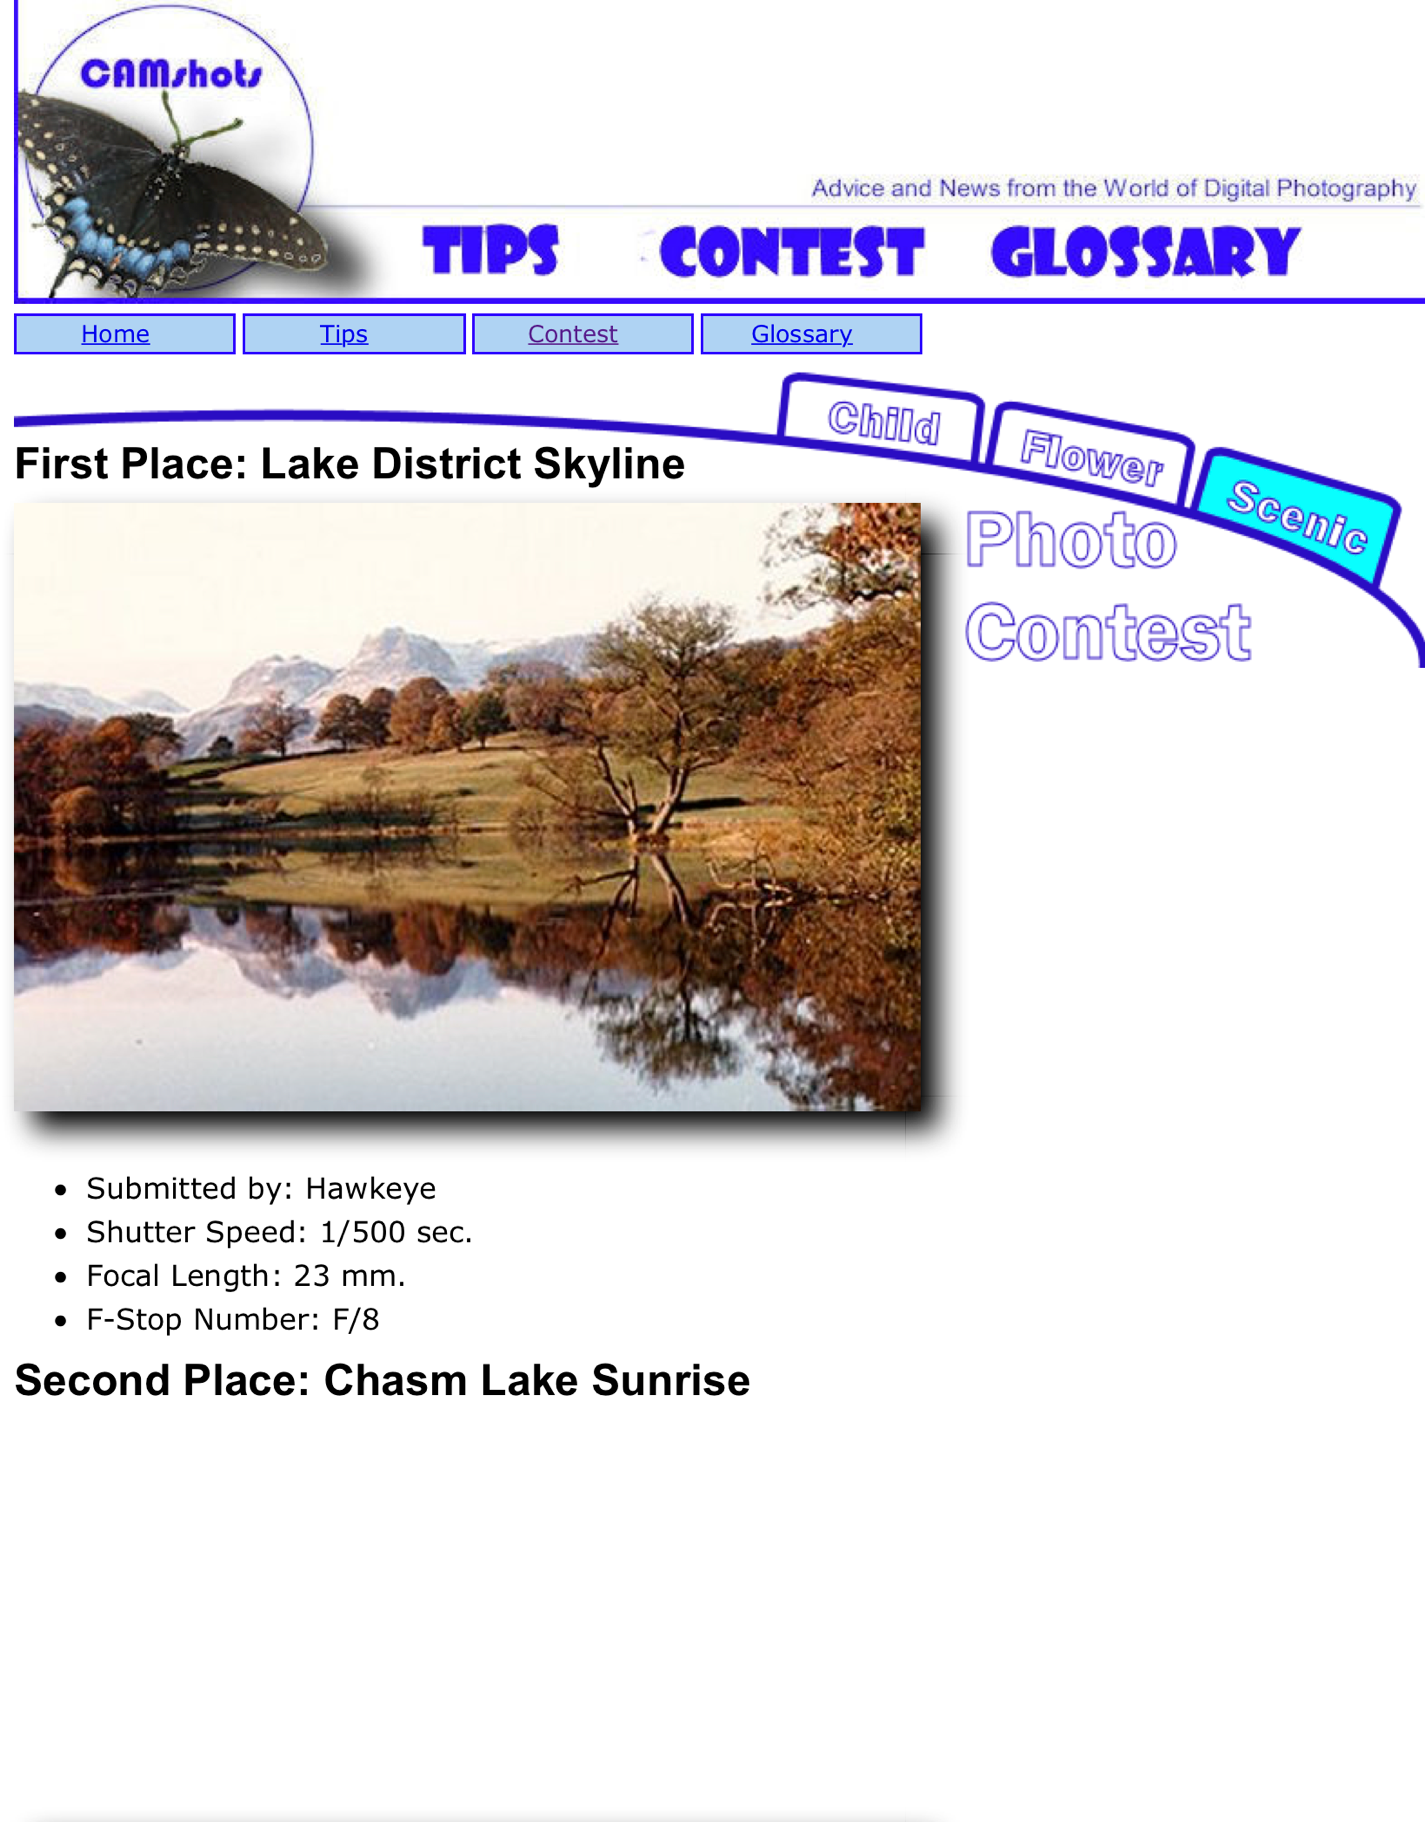 CAMshots
Advice and News from the World of Digital Photography
TIPS CONTEST GLOSSARY
Home Tips Contest Glossary
Child Flower Scenic
First Place: Lake District Skyline
Photo
Contest
Submitted by: Hawkeye
Shutter Speed: 1/500 sec.
Focal Length: 23 mm.
F-Stop Number: F/8
Second Place: Chasm Lake Sunrise